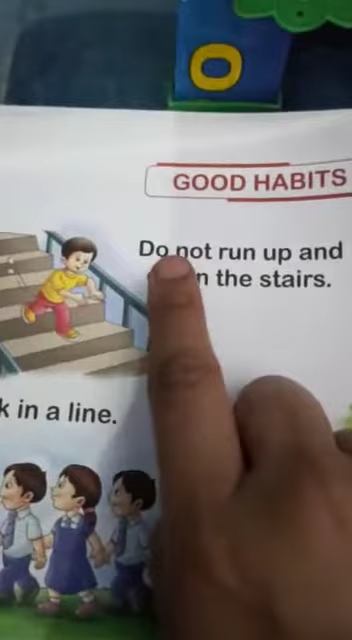 O
GOOD HABITS
Do not run up and
n the stairs.
k in a line.